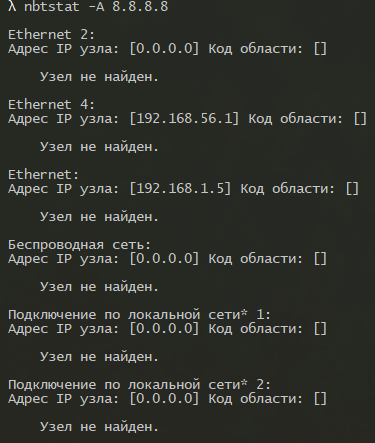 λ nbtstat -A 8.8.8.8
Ethernet 2:
Адрес IP узла: [0.0.0.0] Код области: []
Узел не найден.
Ethernet 4:
Адрес IP узла: [192.168.56.1] Код области: []
Узел не найден.
Ethernet:
Адрес IP узла: [192.168.1.5] Код области: []
Узел не найден.
Беспроводная сеть:
Адрес IP узла: [0.0.0.0] Код области: []
Узел не найден.
Подключение по локальной сети* 1:
Адрес IP узла: [0.0.0.0] Код области: []
Узел не найден.
Подключение по локальной сети* 2:
Адрес IP узла: [0.0.0.0] Код области: []
Узел не найден.